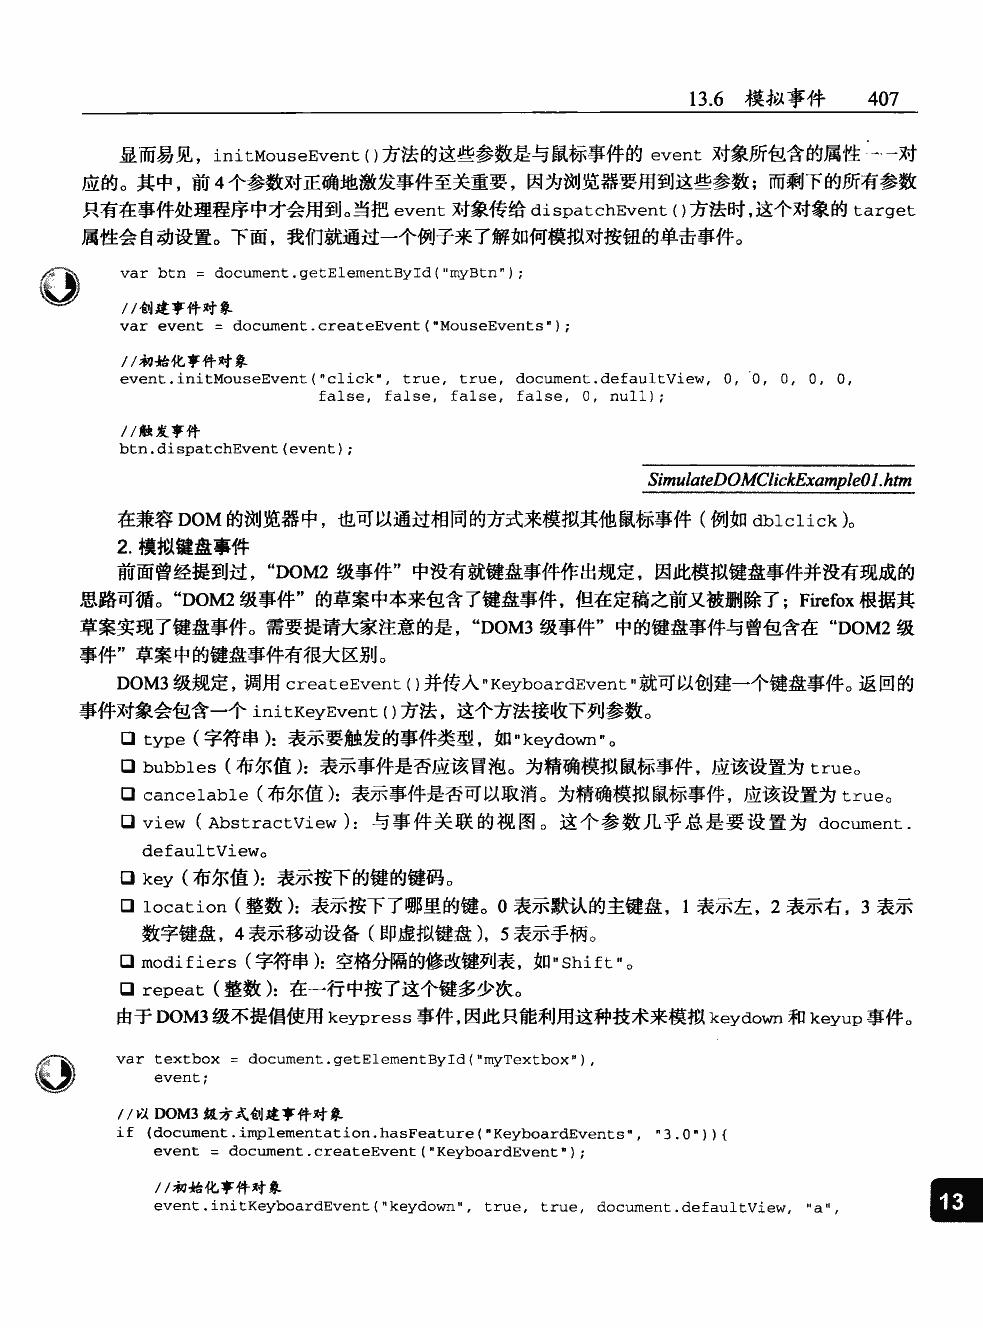 13.6 模拟事件 407
显而易见，initMouseEvent()方法的这些参数是与鼠标事件的 event 对象所包含的属性一一对
应的。其中，前 4 个参数对正确地激发事件至关重要，因为浏览器要用到这些参数；而剩下的所有参数
只有在事件处理程序中才会用到。当把 event 对象传给 dispatchEvent()方法时，这个对象的 target
属性会自动设置。下面，我们就通过一个例子来了解如何模拟对按钮的单击事件。
var btn = document.getElementById("myBtn");
//创建事件对象
var event = document.createEvent("MouseEvents");
//初始化事件对象
event.initMouseEvent("click", true, true, document.defaultView, 0, 0, 0, 0, 0,
false, false, false, false, 0, null);
//触发事件
btn.dispatchEvent(event);
SimulateDOMClickExample01.htm
在兼容 DOM 的浏览器中，也可以通过相同的方式来模拟其他鼠标事件（例如 dblclick）。
2. 模拟键盘事件
前面曾经提到过，“DOM2 级事件”中没有就键盘事件作出规定，因此模拟键盘事件并没有现成的
思路可循。“DOM2 级事件”的草案中本来包含了键盘事件，但在定稿之前又被删除了；Firefox 根据其
草案实现了键盘事件。需要提请大家注意的是，“DOM3 级事件”中的键盘事件与曾包含在“DOM2 级
事件”草案中的键盘事件有很大区别。
DOM3 级规定，调用 createEvent()并传入"KeyboardEvent"就可以创建一个键盘事件。返回的
事件对象会包含一个 initKeyEvent()方法，这个方法接收下列参数。
❑ type（字符串）：表示要触发的事件类型，如"keydown"。
❑ bubbles（布尔值）：表示事件是否应该冒泡。为精确模拟鼠标事件，应该设置为 true。
❑ cancelable（布尔值）：表示事件是否可以取消。为精确模拟鼠标事件，应该设置为 true。
❑ view（AbstractView）：与事件关联的视图。这个参数几乎总是要设置为 document.
defaultView。
❑ key（布尔值）：表示按下的键的键码。
❑ location（整数）：表示按下了哪里的键。0 表示默认的主键盘，1 表示左，2 表示右，3 表示
数字键盘，4 表示移动设备（即虚拟键盘），5 表示手柄。
❑ modifiers（字符串）：空格分隔的修改键列表，如"Shift"。
❑ repeat（整数）：在一行中按了这个键多少次。
由于 DOM3 级不提倡使用 keypress 事件，因此只能利用这种技术来模拟 keydown 和 keyup 事件。
var textbox = document.getElementById("myTextbox"),
event;
//以 DOM3 级方式创建事件对象
if (document.implementation.hasFeature("KeyboardEvents", "3.0")){
event = document.createEvent("KeyboardEvent");
//初始化事件对象
event.initKeyboardEvent("keydown", true, true, document.defaultView, "a",
13